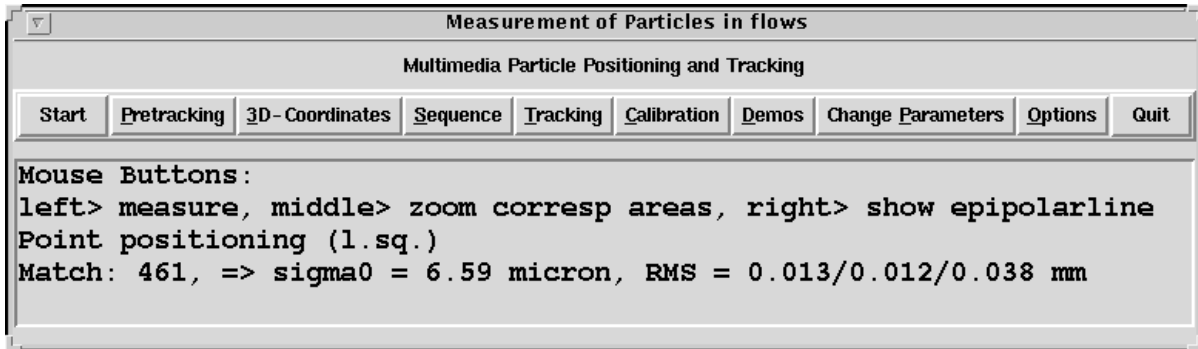 Measurement of Particles in flows
Multimedia Particle Positioning and Tracking
Start Pretracking 3D-Coordinates Sequence Tracking Calibration Demos Change Parameters Options Quit
Mouse Buttons:
left> measure, middle> zoom corresp areas, right> show epipolarline
Point positioning (l.sq.)
Match: 461, => sigma0 = 6.59 micron, RMS = 0.013/0.012/0.038 mm